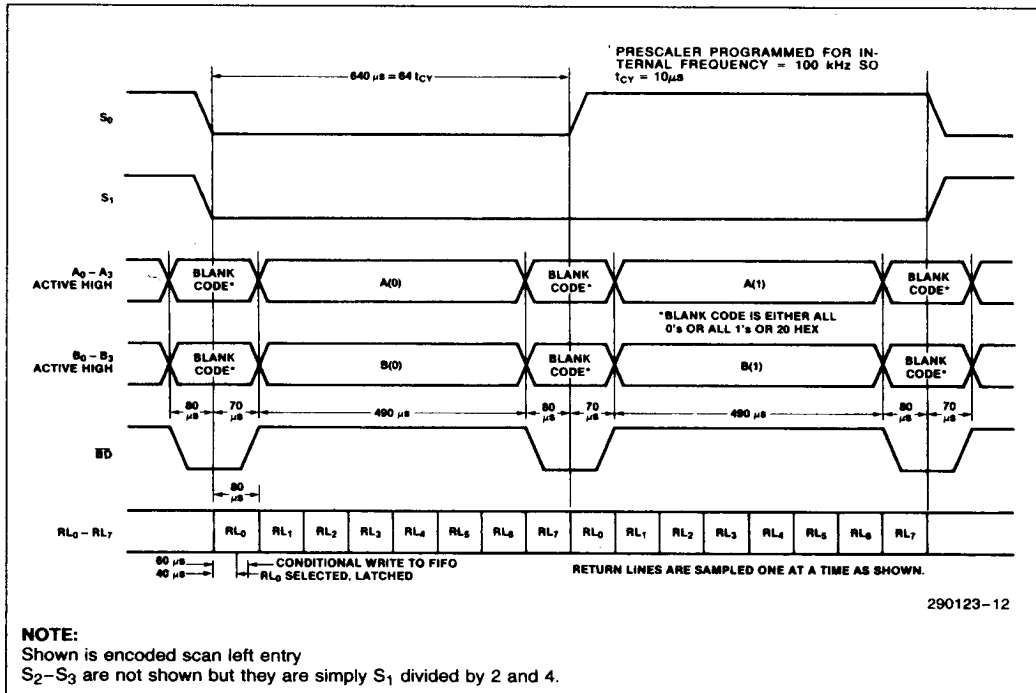 PRESCALER PROGRAMMED FOR IN-
TERNAL FREQUENCY = 100 kHz SO
tCY = 10μs
640 μs = 64 tCY
S0
S1
A0 – A3
ACTIVE HIGH
BLANK
CODE*
A(0)
BLANK
CODE*
A(1)
BLANK
CODE*
*BLANK CODE IS EITHER ALL
0's OR ALL 1's OR 20 HEX
B0 – B3
ACTIVE HIGH
BLANK
CODE*
B(0)
BLANK
CODE*
B(1)
BLANK
CODE*
80 μs
70 μs
490 μs
80 μs
70 μs
490 μs
80 μs
70 μs
BD
80 μs
RL0 – RL7
RL0 RL1 RL2 RL3 RL4 RL5 RL6 RL7 RL0 RL1 RL2 RL3 RL4 RL5 RL6 RL7
60 μs
CONDITIONAL WRITE TO FIFO
40 μs
RL0 SELECTED, LATCHED
RETURN LINES ARE SAMPLED ONE AT A TIME AS SHOWN.
290123–12
NOTE:
Shown is encoded scan left entry
S2–S3 are not shown but they are simply S1 divided by 2 and 4.